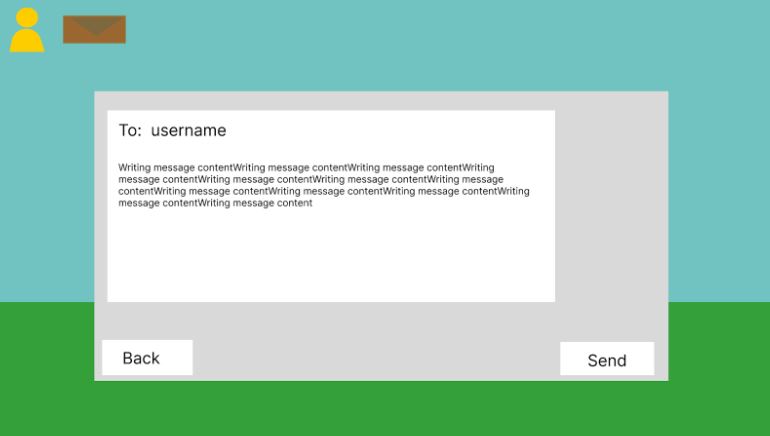 To: username
Writing message contentWriting message contentWriting message contentWriting
message contentWriting message contentWriting message contentWriting message
contentWriting message contentWriting message contentWriting message contentWriting
message contentWriting message content
Back
Send